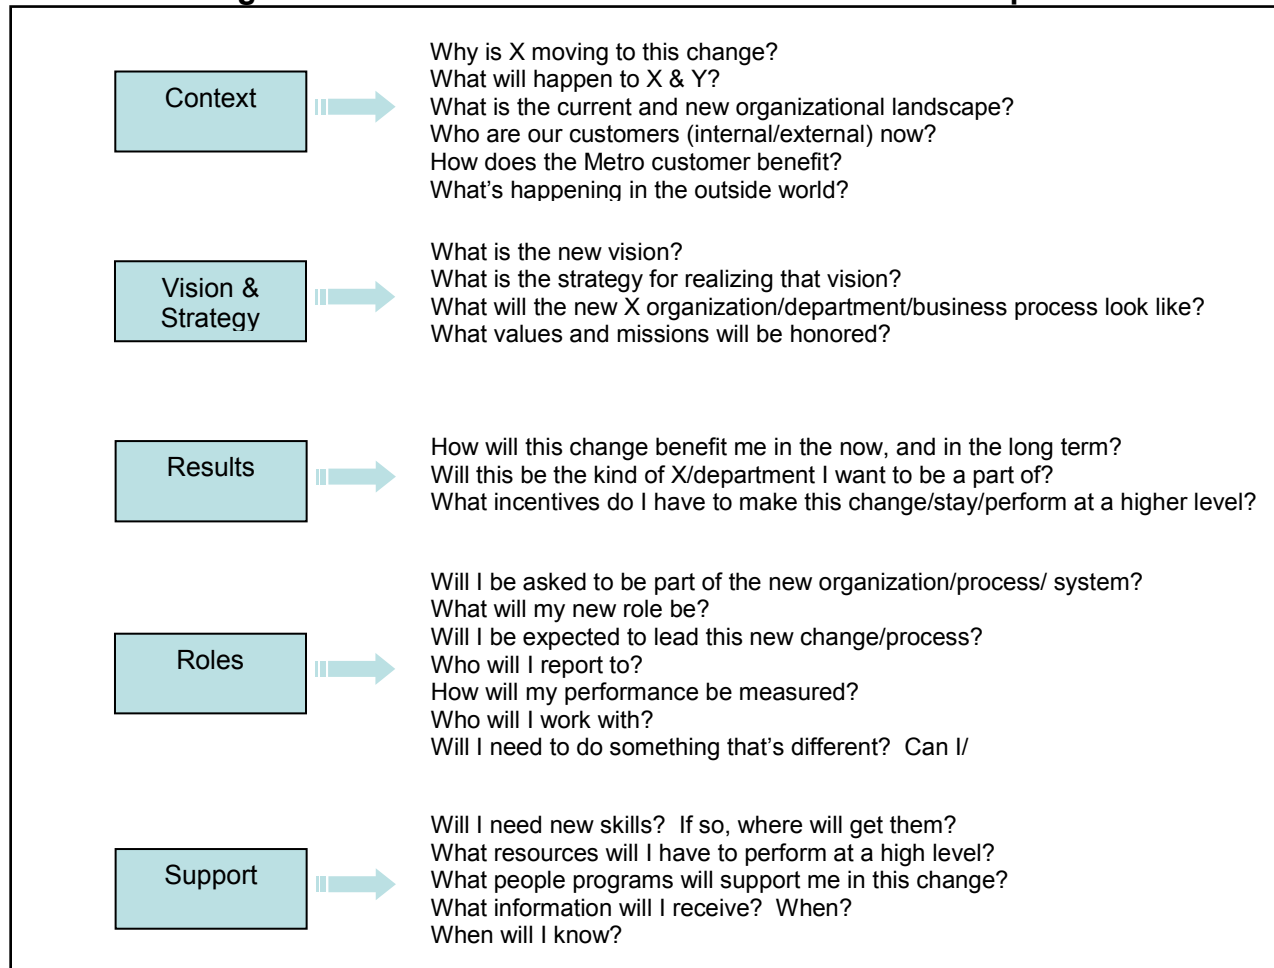 Context
Why is X moving to this change?
What will happen to X & Y?
What is the current and new organizational landscape?
Who are our customers (internal/external) now?
How does the Metro customer benefit?
What's happening in the outside world?
Vision &
Strategy
What is the new vision?
What is the strategy for realizing that vision?
What will the new X organization/department/business process look like?
What values and missions will be honored?
Results
How will this change benefit me in the now, and in the long term?
Will this be the kind of X/department I want to be a part of?
What incentives do I have to make this change/stay/perform at a higher level?
Roles
Will I be asked to be part of the new organization/process/ system?
What will my new role be?
Will I be expected to lead this new change/process?
Who will I report to?
How will my performance be measured?
Who will I work with?
Will I need to do something that's different?  Can I/
Support
Will I need new skills?  If so, where will get them?
What resources will I have to perform at a high level?
What people programs will support me in this change?
What information will I receive?  When?
When will I know?